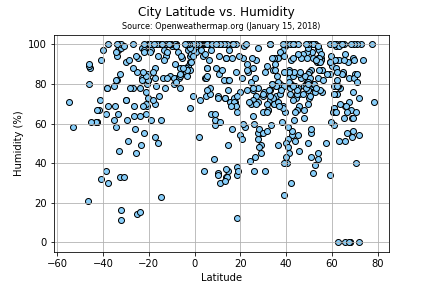 City Latitude vs. Humidity
Source: Openweathermap.org (January 15, 2018)
100
80
60
40
20
0
Humidity (%)
−60 −40 −20 0 20 40 60 80
Latitude